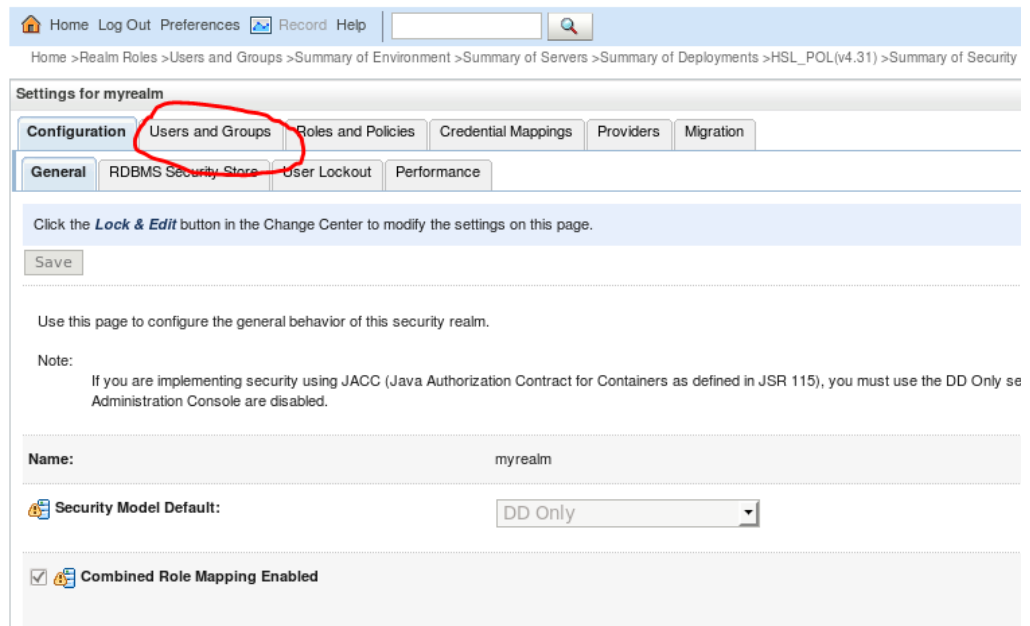 Home Log Out Preferences Record Help
Home >Realm Roles >Users and Groups >Summary of Environment >Summary of Servers >Summary of Deployments >HSL_POL(v4.31) >Summary of Security
Settings for myrealm
Configuration Users and Groups Roles and Policies Credential Mappings Providers Migration
General RDBMS Security Store User Lockout Performance
Click the Lock & Edit button in the Change Center to modify the settings on this page.
Save
Use this page to configure the general behavior of this security realm.
Note:
If you are implementing security using JACC (Java Authorization Contract for Containers as defined in JSR 115), you must use the DD Only se
Administration Console are disabled.
Name: myrealm
Security Model Default: DD Only
Combined Role Mapping Enabled